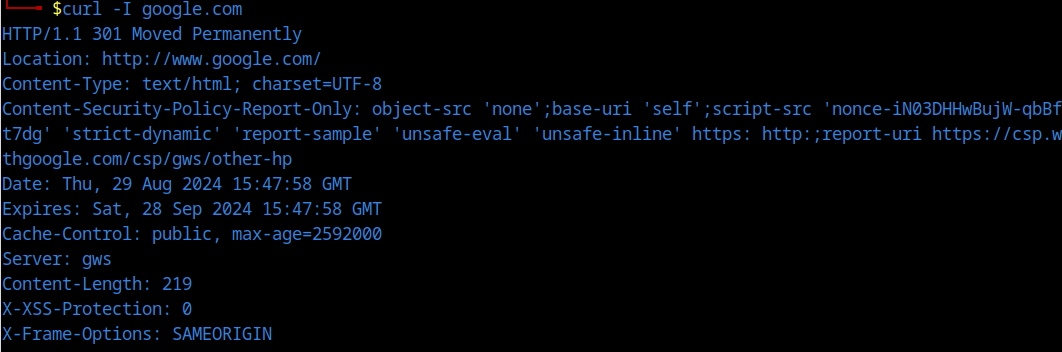 $curl -I google.com
HTTP/1.1 301 Moved Permanently
Location: http://www.google.com/
Content-Type: text/html; charset=UTF-8
Content-Security-Policy-Report-Only: object-src 'none';base-uri 'self';script-src 'nonce-iN03DHHwBujW-qbBf
t7dg' 'strict-dynamic' 'report-sample' 'unsafe-eval' 'unsafe-inline' https: http:;report-uri https://csp.w
thgoogle.com/csp/gws/other-hp
Date: Thu, 29 Aug 2024 15:47:58 GMT
Expires: Sat, 28 Sep 2024 15:47:58 GMT
Cache-Control: public, max-age=2592000
Server: gws
Content-Length: 219
X-XSS-Protection: 0
X-Frame-Options: SAMEORIGIN